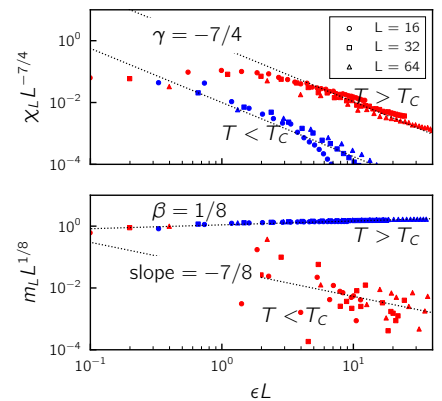 10^0
10^-2
10^-4
χ_L L^-7/4
γ = −7/4
L = 16
L = 32
L = 64
T > T_C
T < T_C
10^0
10^-2
10^-4
m_L L^1/8
β = 1/8
T > T_C
slope = −7/8
T < T_C
10^-1
10^0
10^1
ϵL